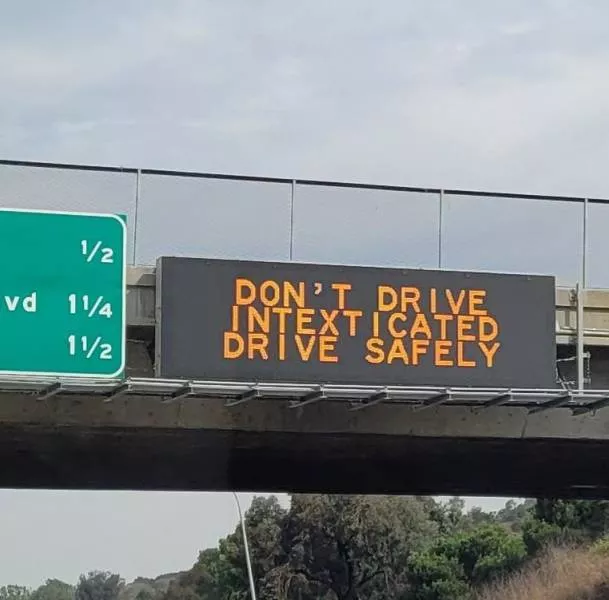 1/2
vd 1 1/4
1 1/2
DON'T DRIVE
INTEXTICATED
DRIVE SAFELY